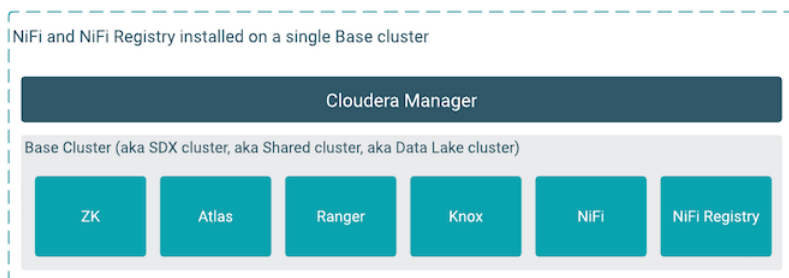 NiFi and NiFi Registry installed on a single Base cluster
Cloudera Manager
Base Cluster (aka SDX cluster, aka Shared cluster, aka Data Lake cluster)
ZK Atlas Ranger Knox NiFi NiFi Registry